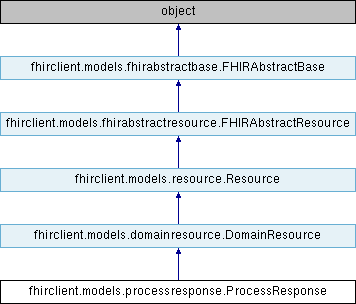 object
fhirclient.models.fhirabstractbase.FHIRAbstractBase
fhirclient.models.fhirabstractresource.FHIRAbstractResource
fhirclient.models.resource.Resource
fhirclient.models.domainresource.DomainResource
fhirclient.models.processresponse.ProcessResponse